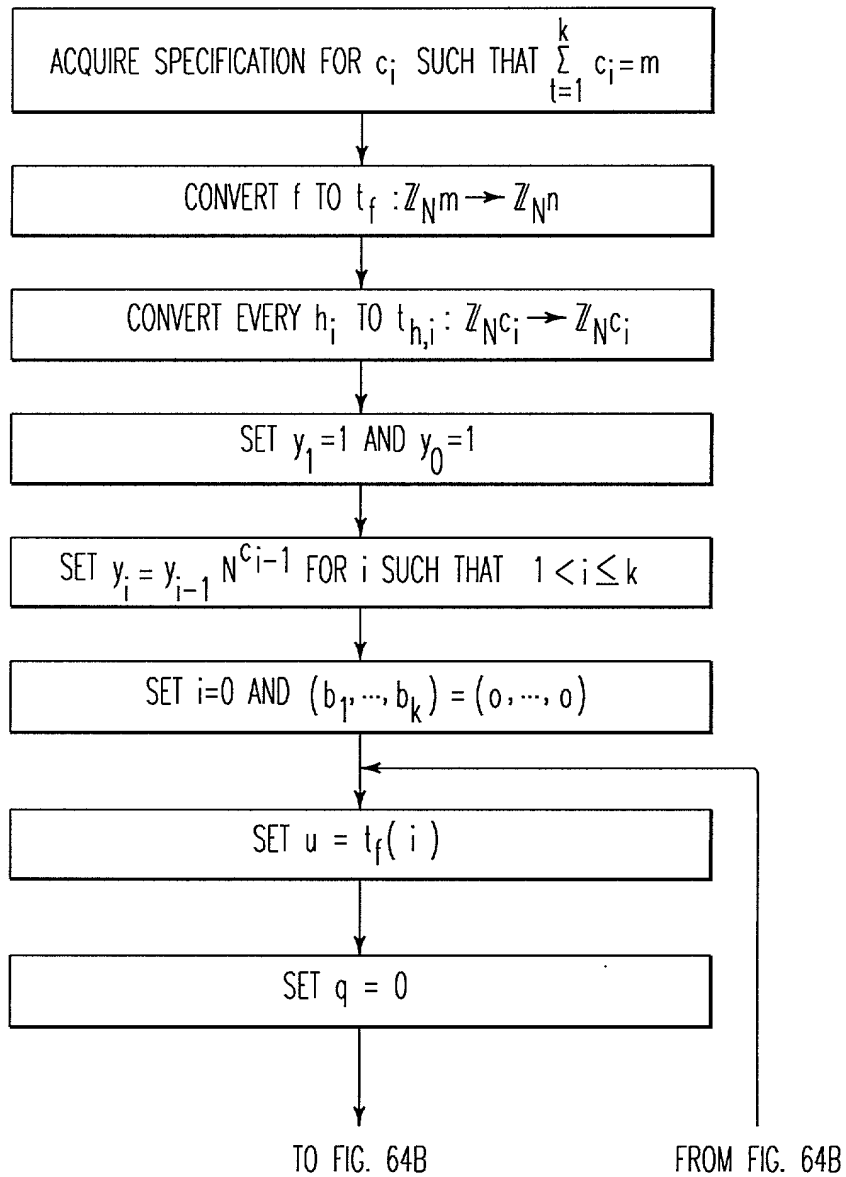 ACQUIRE SPECIFICATION FOR c_i SUCH THAT \sum_{t=1}^{k} c_i = m
CONVERT f TO t_f : ℤ_N m → ℤ_N n
CONVERT EVERY h_i TO t_{h,i} : ℤ_N c_i → ℤ_N c_i
SET y_1 = 1 AND y_0 = 1
SET y_i = y_{i-1} N^{c_{i-1}} FOR i SUCH THAT 1 < i ≤ k
SET i=0 AND (b_1, ..., b_k) = (o, ..., o)
SET u = t_f( i )
SET q = 0
TO FIG. 64B FROM FIG. 64B